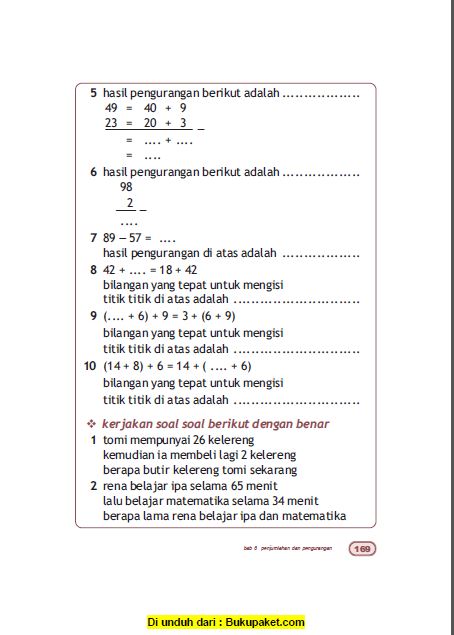 5 hasil pengurangan berikut adalah ..................
49 = 40 + 9
23 = 20 + 3 –
= .... + ....
= ....
6 hasil pengurangan berikut adalah ..................
98
2 –
....
7 89 – 57 = ....
hasil pengurangan di atas adalah ..................
8 42 + .... = 18 + 42
bilangan yang tepat untuk mengisi
titik titik di atas adalah .............................
9 (.... + 6) + 9 = 3 + (6 + 9)
bilangan yang tepat untuk mengisi
titik titik di atas adalah .............................
10 (14 + 8) + 6 = 14 + ( .... + 6)
bilangan yang tepat untuk mengisi
titik titik di atas adalah .............................
❖ kerjakan soal soal berikut dengan benar
1 tomi mempunyai 26 kelereng
kemudian ia membeli lagi 2 kelereng
berapa butir kelereng tomi sekarang
2 rena belajar ipa selama 65 menit
lalu belajar matematika selama 34 menit
berapa lama rena belajar ipa dan matematika
bab 6 penjumlahan dan pengurangan 169
Di unduh dari : Bukupaket.com